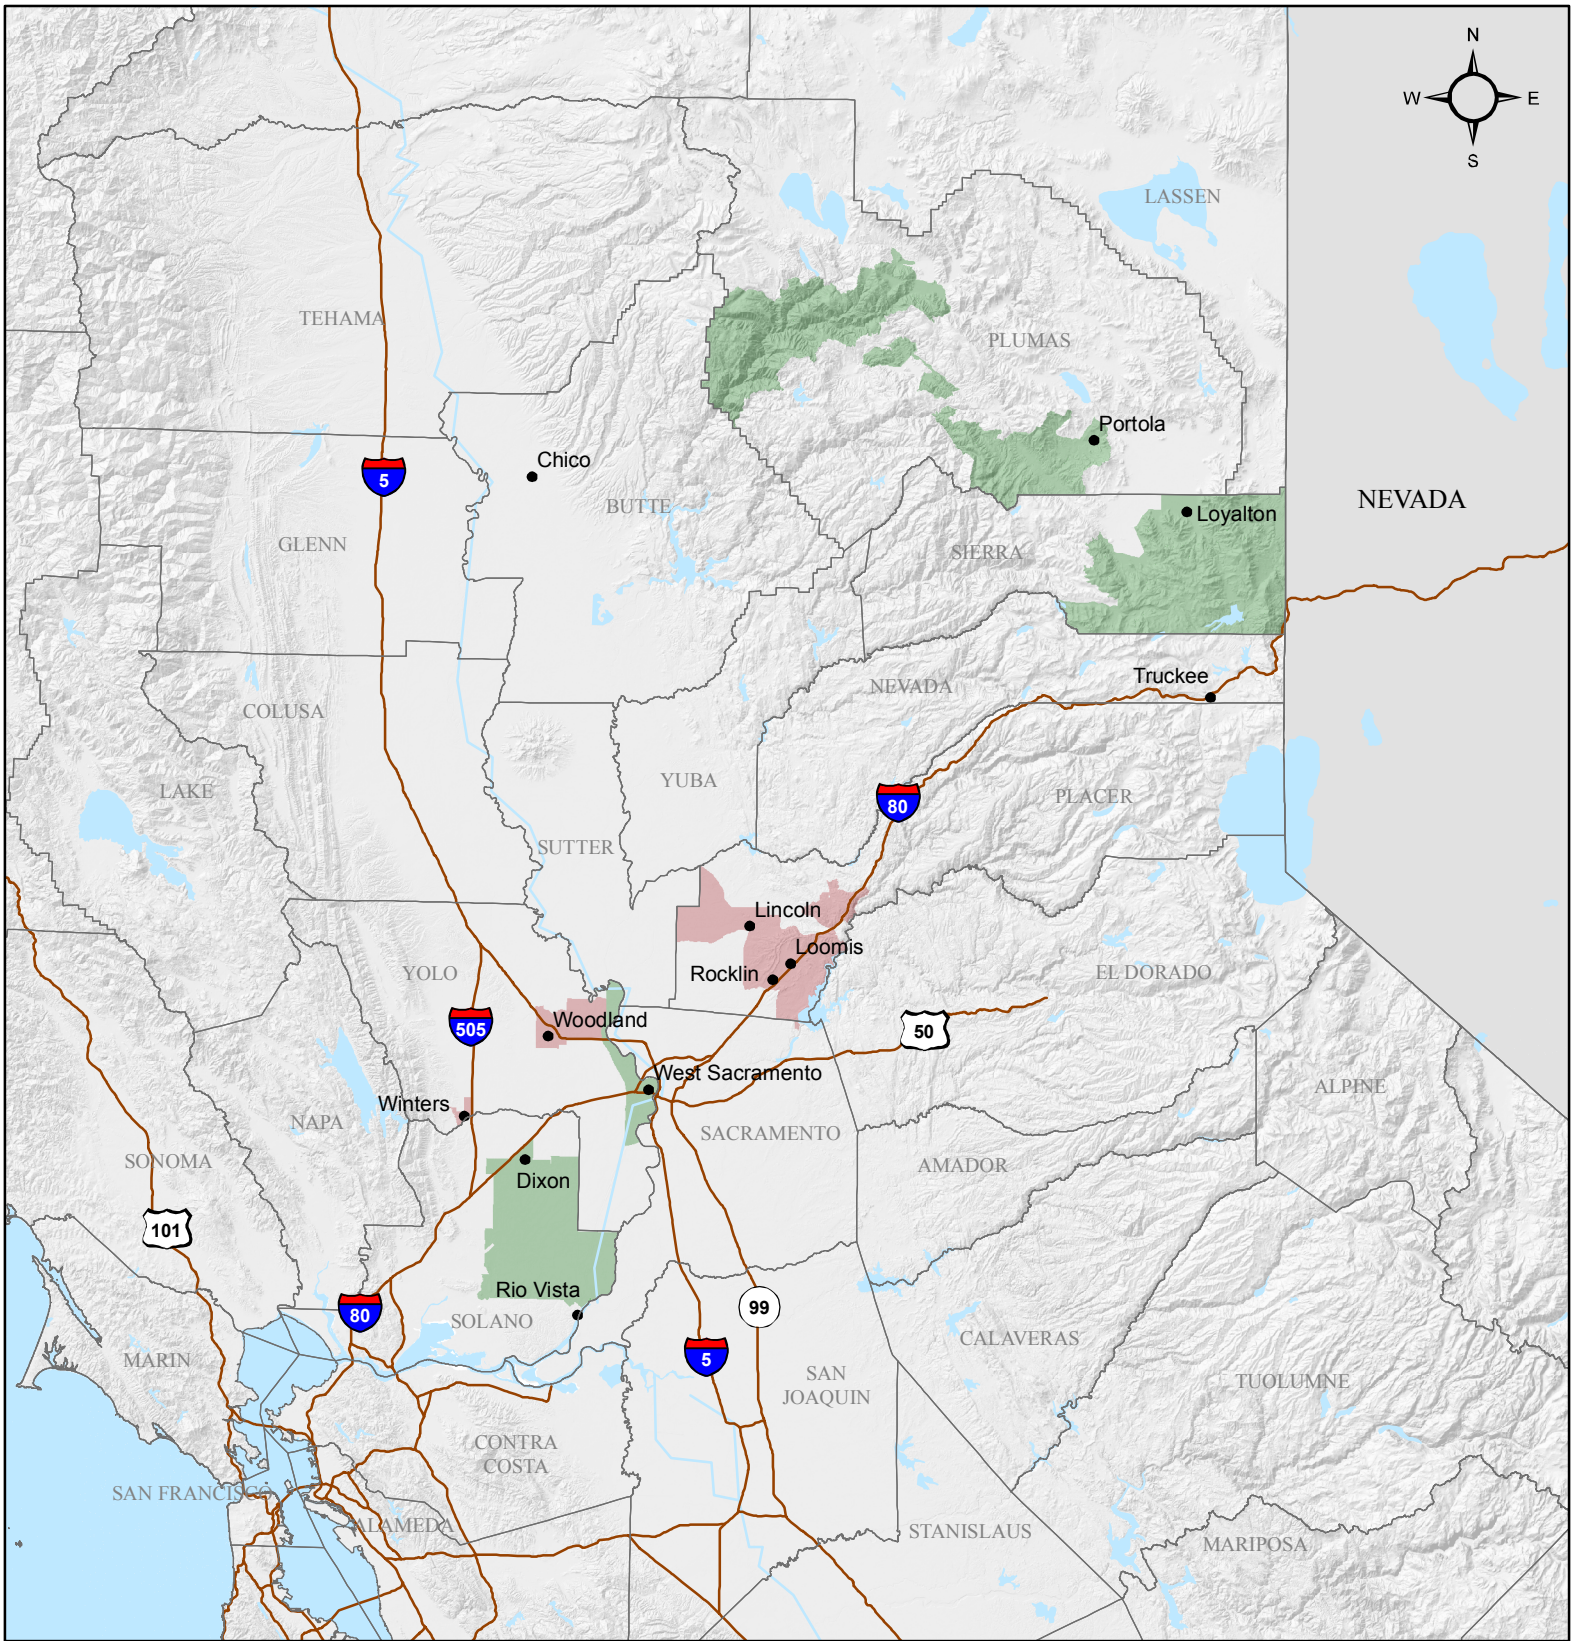 N
W
E
S
LASSEN
TEHAMA
PLUMAS
Portola
Chico
5
BUTTE
NEVADA
Loyalton
GLENN
SIERRA
Truckee
NEVADA
COLUSA
YUBA
LAKE
80
PLACER
SUTTER
Lincoln
Loomis
Rocklin
YOLO
EL DORADO
Woodland
505
50
West Sacramento
ALPINE
Winters
NAPA
SACRAMENTO
SONOMA
AMADOR
Dixon
101
Rio Vista
80
99
SOLANO
CALAVERAS
MARIN
5
SAN
JOAQUIN
TUOLUMNE
CONTRA
COSTA
SAN FRANCISCO
ALAMEDA
STANISLAUS
MARIPOSA